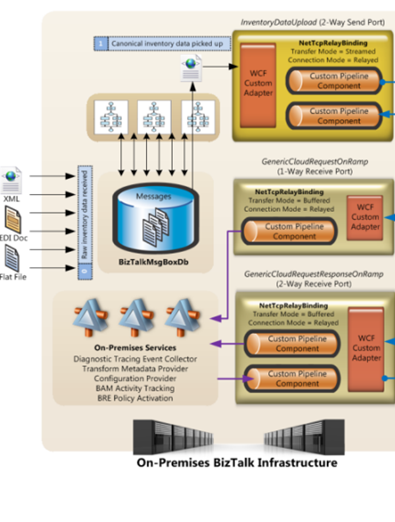 InventoryDataUpload (2-Way Send Port)
1 Canonical inventory data picked up
NetTcpRelayBinding
Transfer Mode = Streamed
Connection Mode = Relayed
WCF
Custom
Adapter
Custom Pipeline
Component
Custom Pipeline
Component
GenericCloudRequestOnRamp
(1-Way Receive Port)
NetTcpRelayBinding
Transfer Mode = Buffered
Connection Mode = Relayed
Custom Pipeline
Component
WCF
Custom
Adapter
XML
EDI Doc
Flat File
0 Raw inventory data received
Messages
BizTalkMsgBoxDb
GenericCloudRequestResponseOnRamp
(2-Way Receive Port)
NetTcpRelayBinding
Transfer Mode = Buffered
Connection Mode = Relayed
Custom Pipeline
Component
Custom Pipeline
Component
WCF
Custom
Adapter
On-Premises Services
Diagnostic Tracing Event Collector
Transform Metadata Provider
Configuration Provider
BAM Activity Tracking
BRE Policy Activation
On-Premises BizTalk Infrastructure